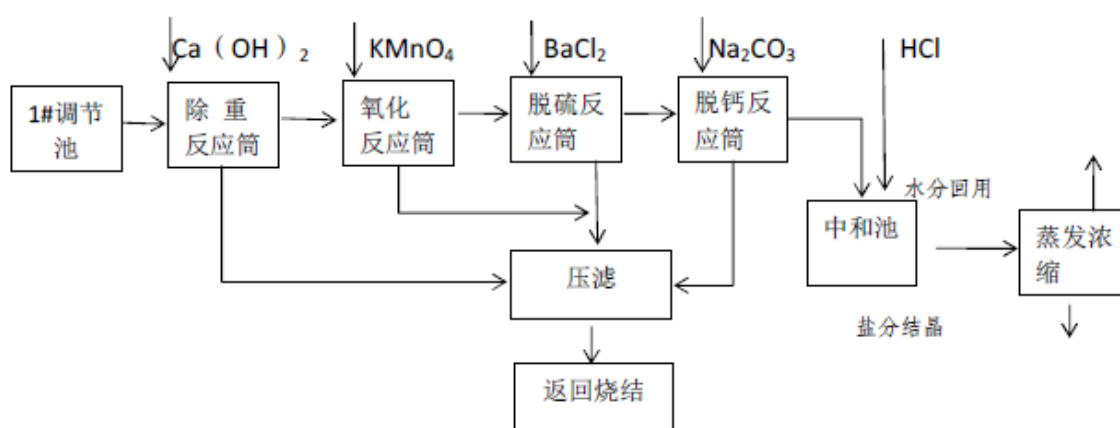 Ca（OH）2
KMnO4
BaCl2
Na2CO3
HCl
1#调节
池
除 重
反应筒
氧化
反应筒
脱硫反
应筒
脱钙反
应筒
水分回用
中和池
蒸发浓
缩
压滤
盐分结晶
返回烧结